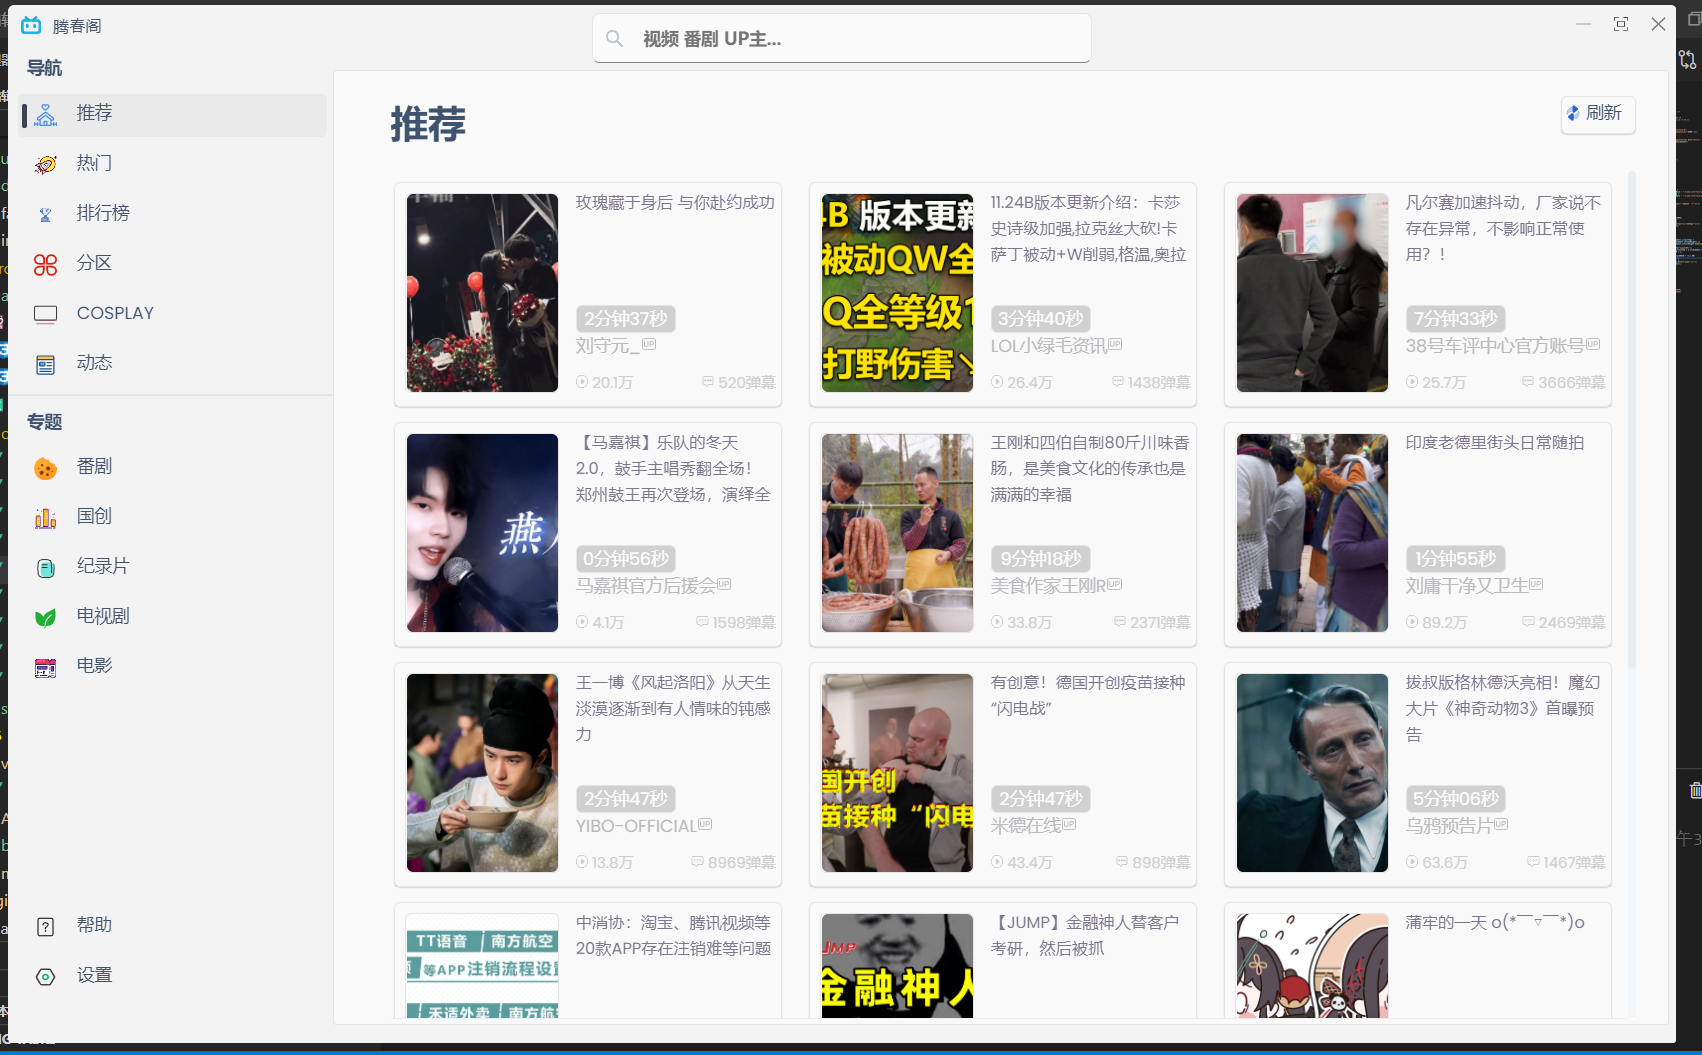 腾春阁
视频 番剧 UP主...
导航
推荐
热门
排行榜
分区
COSPLAY
动态
专题
番剧
国创
纪录片
电视剧
电影
帮助
设置
推荐
刷新
玫瑰藏于身后 与你赴约成功
2分钟37秒
刘守元_
20.1万
520弹幕
4B 版本更新
被动QW全
Q全等级1
打野伤害↘
11.24B版本更新介绍：卡莎
史诗级加强,拉克丝大砍!卡
萨丁被动+W削弱,格温,奥拉
3分钟40秒
LOL小绿毛资讯
26.4万
1438弹幕
凡尔赛加速抖动，厂家说不
存在异常，不影响正常使
用？！
7分钟33秒
38号车评中心官方账号
25.7万
3666弹幕
燕
【马嘉祺】乐队的冬天
2.0，鼓手主唱秀翻全场！
郑州鼓王再次登场，演绎全
0分钟56秒
马嘉祺官方后援会
4.1万
1598弹幕
王刚和四伯自制80斤川味香
肠，是美食文化的传承也是
满满的幸福
9分钟18秒
美食作家王刚R
33.8万
2371弹幕
印度老德里街头日常随拍
1分钟55秒
刘庸干净又卫生
89.2万
2469弹幕
王一博《风起洛阳》从天生
淡漠逐渐到有人情味的钝感
力
2分钟47秒
YIBO-OFFICIAL
13.8万
8969弹幕
国开创
苗接种“闪电
有创意！德国开创疫苗接种
“闪电战”
2分钟47秒
米德在线
43.4万
898弹幕
拔叔版格林德沃亮相！魔幻
大片《神奇动物3》首曝预
告
5分钟06秒
乌鸦预告片
63.6万
1467弹幕
TT语音 南方航空
等APP注销流程设
禾适外卖 南方航
中消协：淘宝、腾讯视频等
20款APP存在注销难等问题
JMP
金融神人
【JUMP】金融神人替客户
考研，然后被抓
蒲牢的一天 o(*￣▽￣*)o